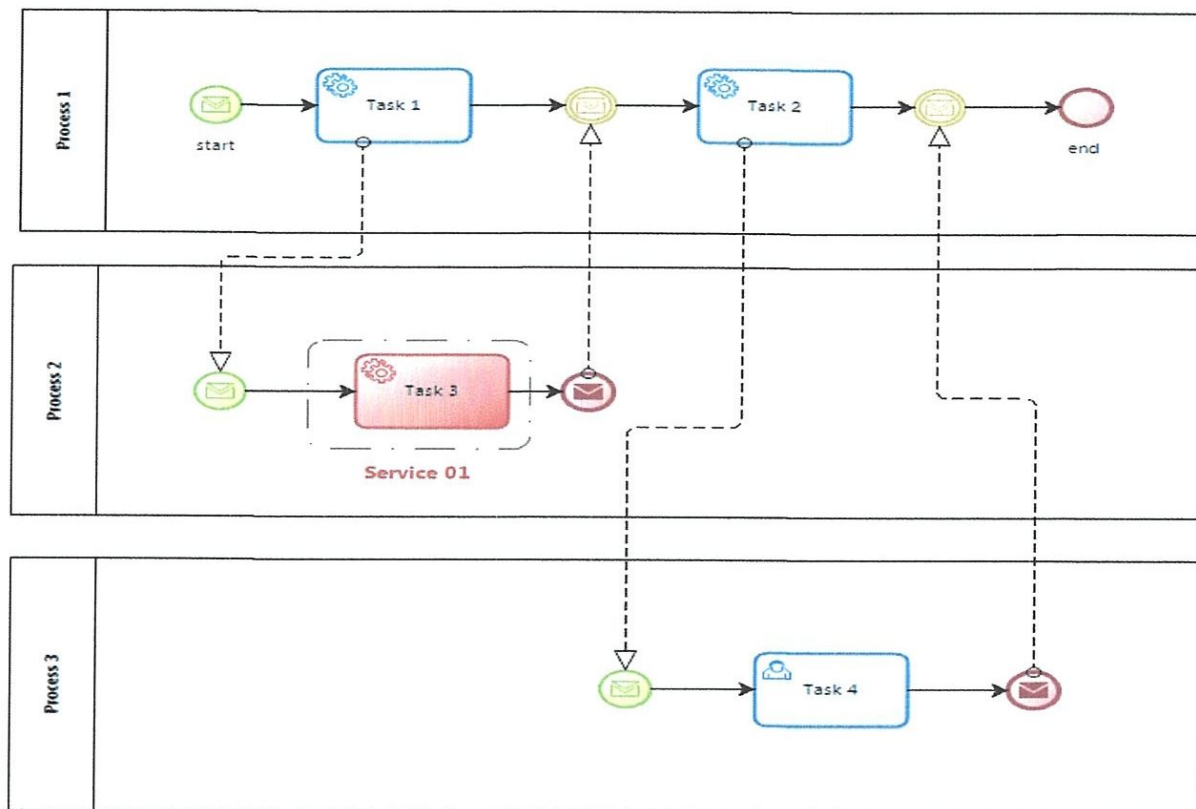 Process 1
Task 1
Task 2
start
end
Process 2
Task 3
Service 01
Process 3
Task 4